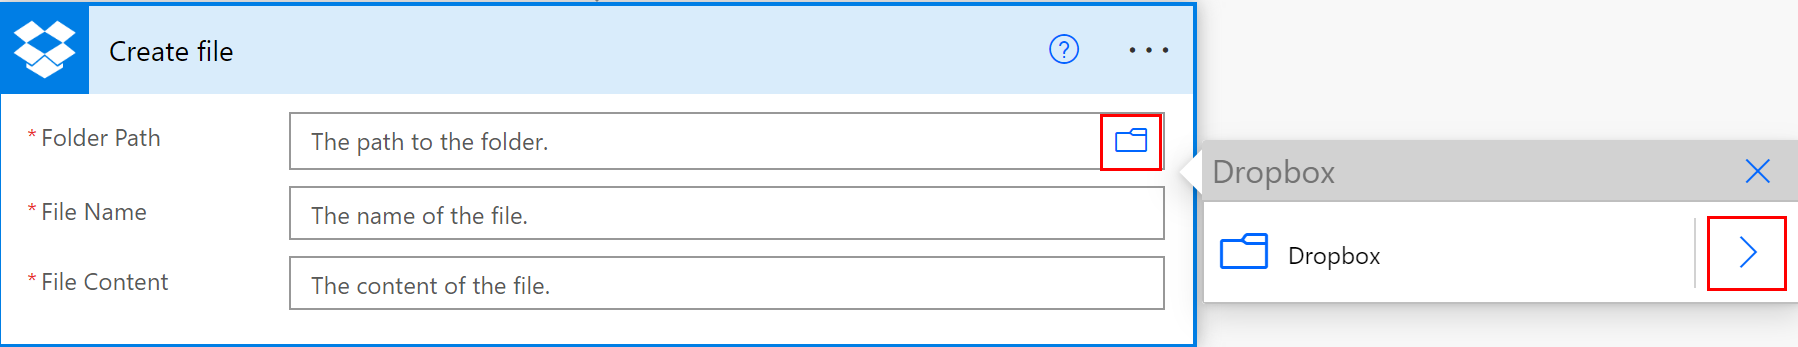 Create file
?
...
* Folder Path
The path to the folder.
* File Name
The name of the file.
* File Content
The content of the file.
Dropbox
Dropbox